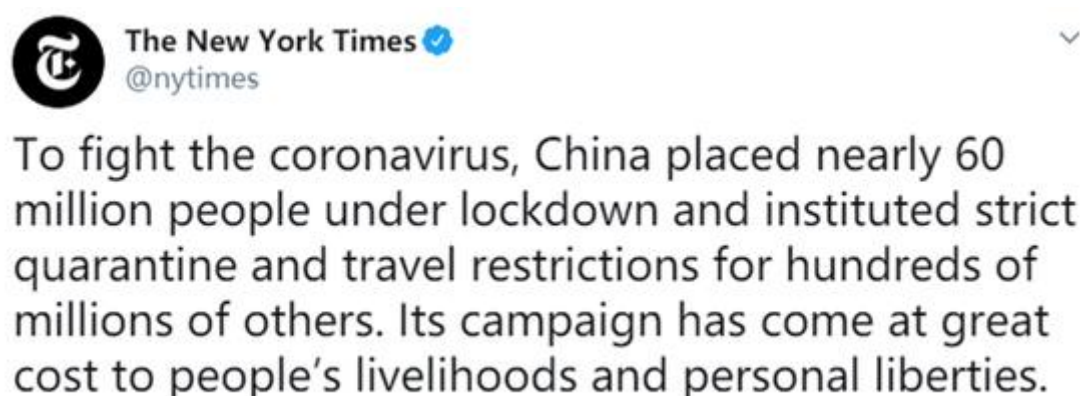 The New York Times
@nytimes
To fight the coronavirus, China placed nearly 60
million people under lockdown and instituted strict
quarantine and travel restrictions for hundreds of
millions of others. Its campaign has come at great
cost to people’s livelihoods and personal liberties.